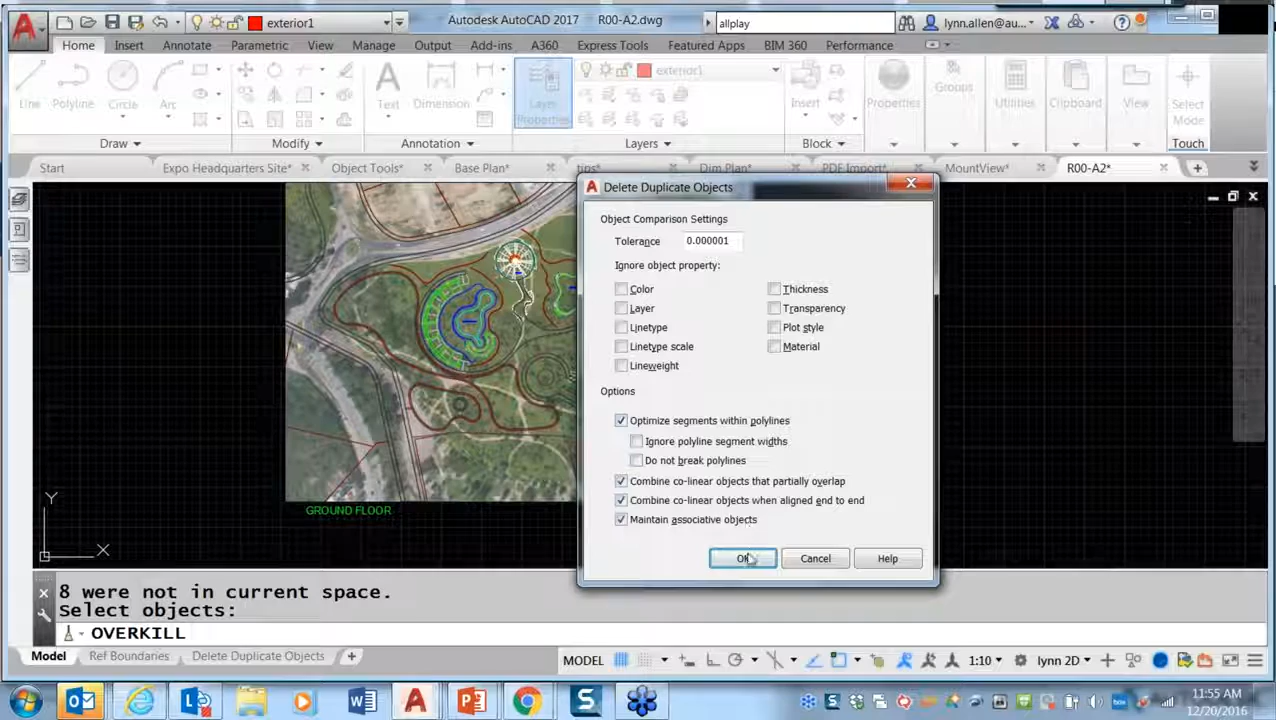 exterior1
Autodesk AutoCAD 2017 R00-A2.dwg
allplay
lynn.allen@au...
Home Insert Annotate Parametric View Manage Output Add-ins A360 Express Tools Featured Apps BIM 360 Performance
exterior1
Line Polyline Circle Arc Text Dimension Layer Properties Insert Properties Groups Utilities Clipboard View Select Mode
Draw Modify Annotation Layers Block Touch
Start Expo Headquarters Site* Object Tools* Base Plan* tips* Dim Plan* PDF Import* MountView* R00-A2*
Delete Duplicate Objects
Object Comparison Settings
Tolerance 0.000001
Ignore object property:
Color Thickness
Layer Transparency
Linetype Plot style
Linetype scale Material
Lineweight
Options
Optimize segments within polylines
Ignore polyline segment widths
Do not break polylines
Combine co-linear objects that partially overlap
Combine co-linear objects when aligned end to end
Maintain associative objects
OK Cancel Help
Y
X
GROUND FLOOR
8 were not in current space.
Select objects:
OVERKILL
Model Ref Boundaries Delete Duplicate Objects
MODEL 1:10 lynn 2D
11:55 AM
12/20/2016